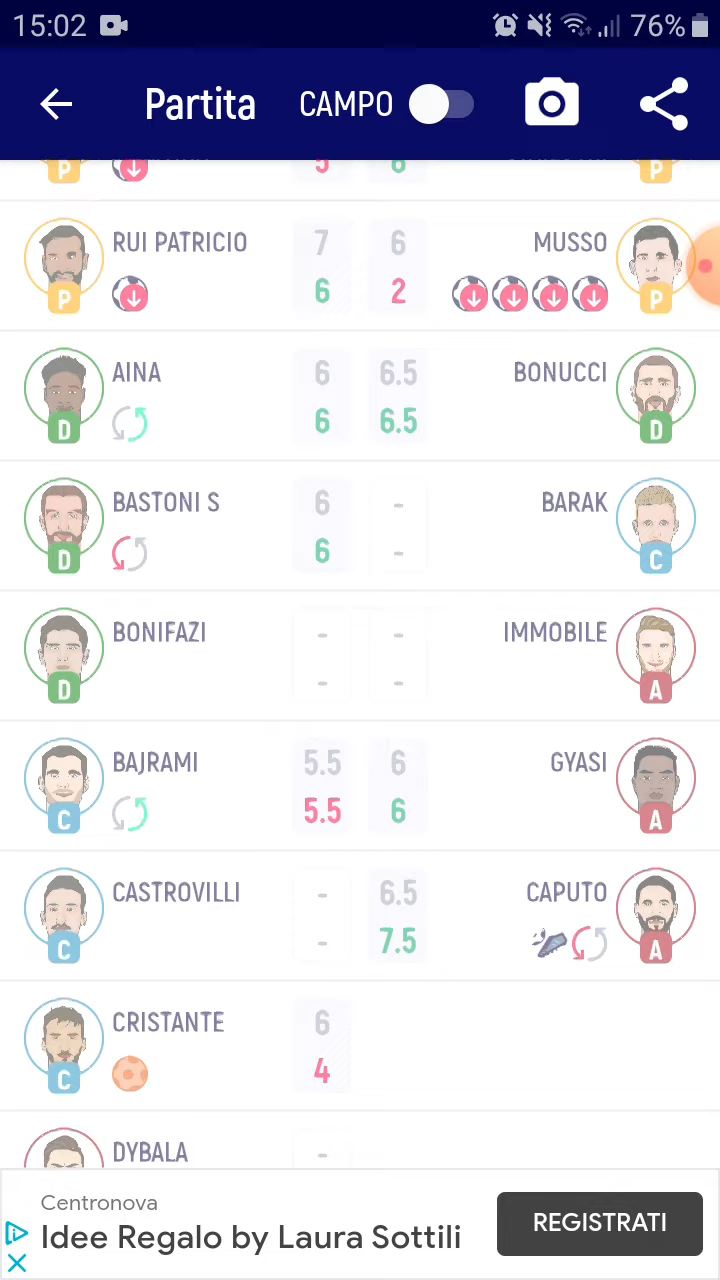 15:02 76%
Partita CAMPO
P 5 6 P
RUI PATRICIO 7 6 MUSSO
P 6 2 P
AINA 6 6.5 BONUCCI
D 6 6.5 D
BASTONI S 6 - BARAK
D 6 - C
BONIFAZI - - IMMOBILE
D - - A
BAJRAMI 5.5 6 GYASI
C 5.5 6 A
CASTROVILLI - 6.5 CAPUTO
C - 7.5 A
CRISTANTE 6
C 4
DYBALA -
Centronova
Idee Regalo by Laura Sottili
REGISTRATI